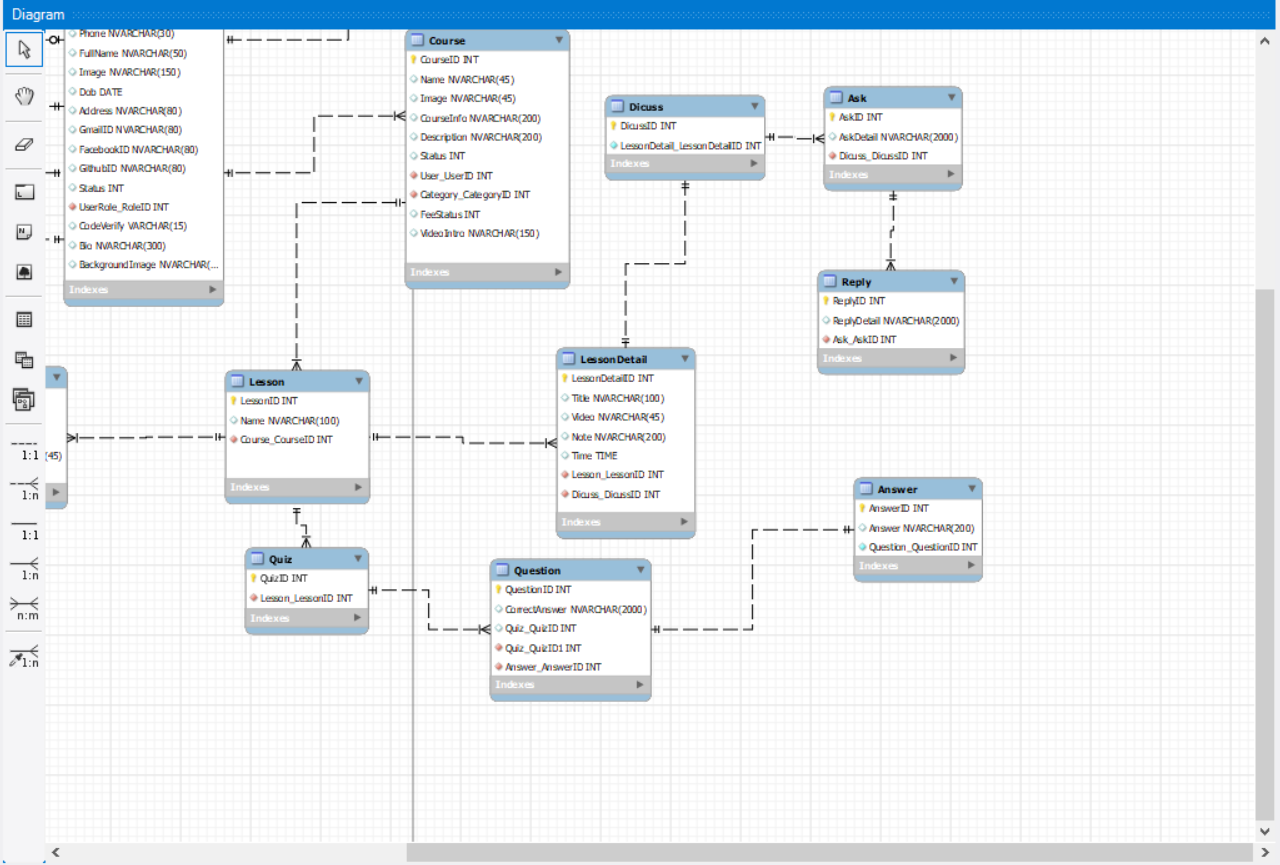 Diagram
Phone NVARCHAR(30)
FullName NVARCHAR(50)
Image NVARCHAR(150)
Dob DATE
Address NVARCHAR(80)
GmailID NVARCHAR(80)
FacebookID NVARCHAR(80)
GithubID NVARCHAR(80)
Status INT
UserRole_RoleID INT
CodeVerify VARCHAR(15)
Bio NVARCHAR(300)
BackgroundImage NVARCHAR(...
Indexes
Course
CourseID INT
Name NVARCHAR(45)
Image NVARCHAR(45)
CourseInfo NVARCHAR(200)
Description NVARCHAR(200)
Status INT
User_UserID INT
Category_CategoryID INT
FeeStatus INT
VideoIntro NVARCHAR(150)
Indexes
Dicuss
DicussID INT
LessonDetail_LessonDetailID INT
Indexes
Ask
AskID INT
AskDetail NVARCHAR(2000)
Dicuss_DicussID INT
Indexes
Reply
ReplyID INT
ReplyDetail NVARCHAR(2000)
Ask_AskID INT
Indexes
(45)
Lesson
LessonID INT
Name NVARCHAR(100)
Course_CourseID INT
Indexes
LessonDetail
LessonDetailID INT
Title NVARCHAR(100)
Video NVARCHAR(45)
Note NVARCHAR(200)
Time TIME
Lesson_LessonID INT
Dicuss_DicussID INT
Indexes
Quiz
QuizID INT
Lesson_LessonID INT
Indexes
Question
QuestionID INT
CorrectAnswer NVARCHAR(2000)
Quiz_QuizID INT
Quiz_QuizID1 INT
Answer_AnswerID INT
Indexes
Answer
AnswerID INT
Answer NVARCHAR(200)
Question_QuestionID INT
Indexes
N
1:1
1:n
1:1
1:n
n:m
1:n